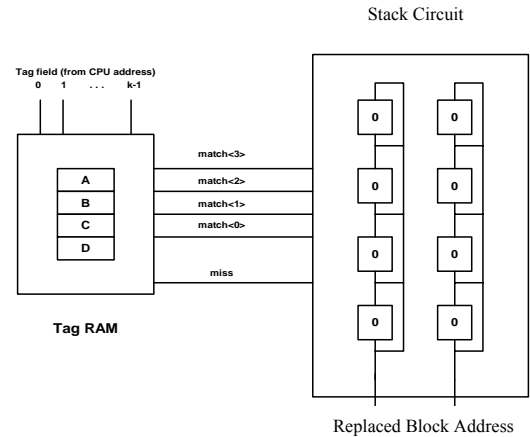 Stack Circuit
Tag field (from CPU address)
0 1 . . . k-1
0 0
match<3>
A
match<2>
0 0
B
match<1>
C
match<0>
D
0 0
miss
0 0
Tag RAM
Replaced Block Address